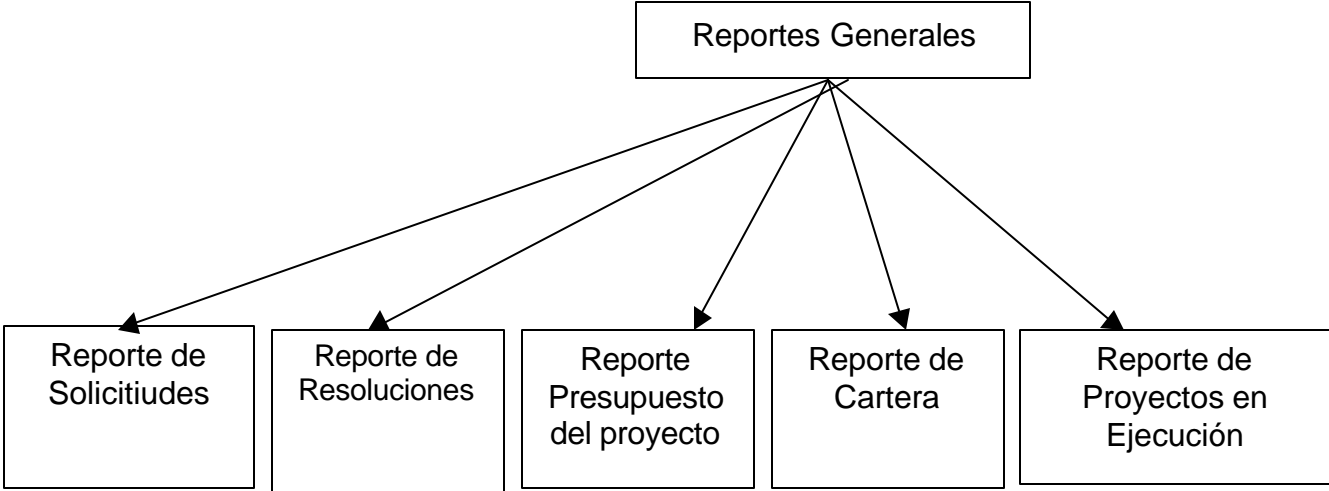 Reportes Generales
Reporte de
Solicitiudes
Reporte de
Resoluciones
Reporte
Presupuesto
del proyecto
Reporte de
Cartera
Reporte de
Proyectos en
Ejecución